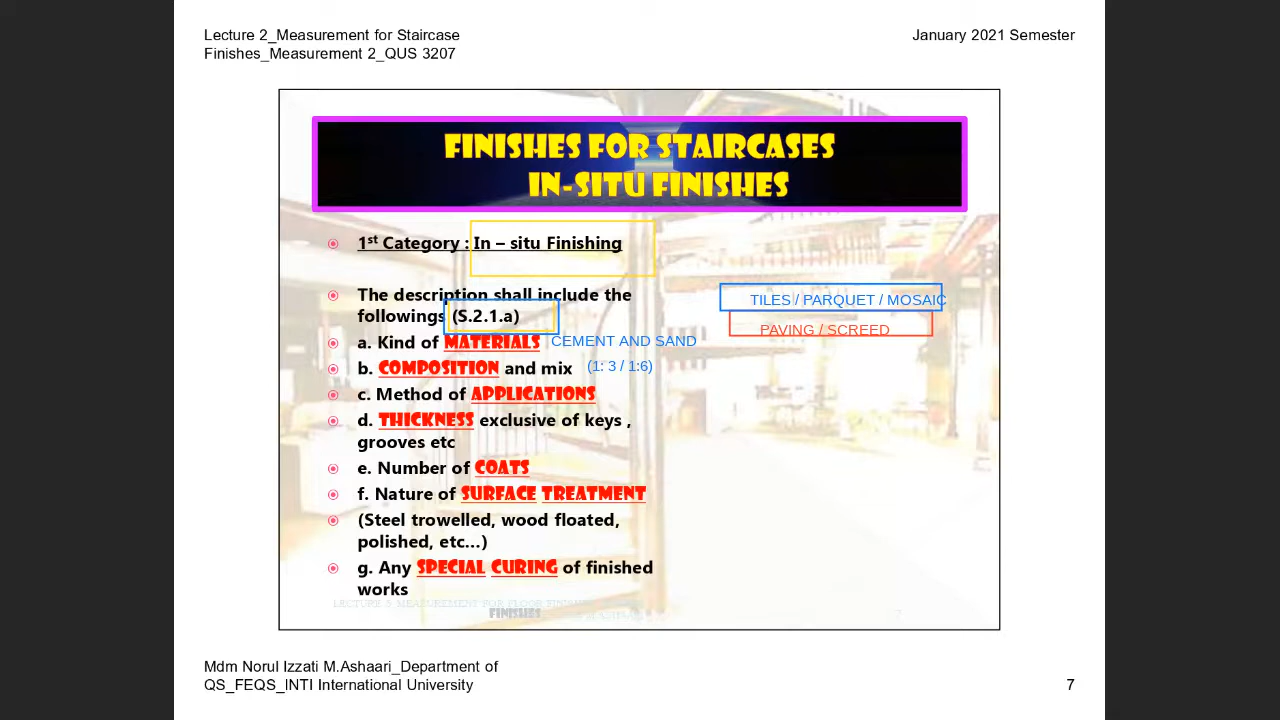 Lecture 2_Measurement for Staircase
Finishes_Measurement 2_QUS 3207
January 2021 Semester
FINISHES FOR STAIRCASES
IN-SITU FINISHES
1st Category : In – situ Finishing
The description shall include the
followings (S.2.1.a)
a. Kind of MATERIALS
CEMENT AND SAND
b. COMPOSITION and mix
(1: 3 / 1:6)
c. Method of APPLICATIONS
d. THICKNESS exclusive of keys ,
grooves etc
e. Number of COATS
f. Nature of SURFACE TREATMENT
(Steel trowelled, wood floated,
polished, etc...)
g. Any SPECIAL CURING of finished
works
TILES / PARQUET / MOSAIC
PAVING / SCREED
FINISHES
7
Mdm Norul Izzati M.Ashaari_Department of
QS_FEQS_INTI International University
7